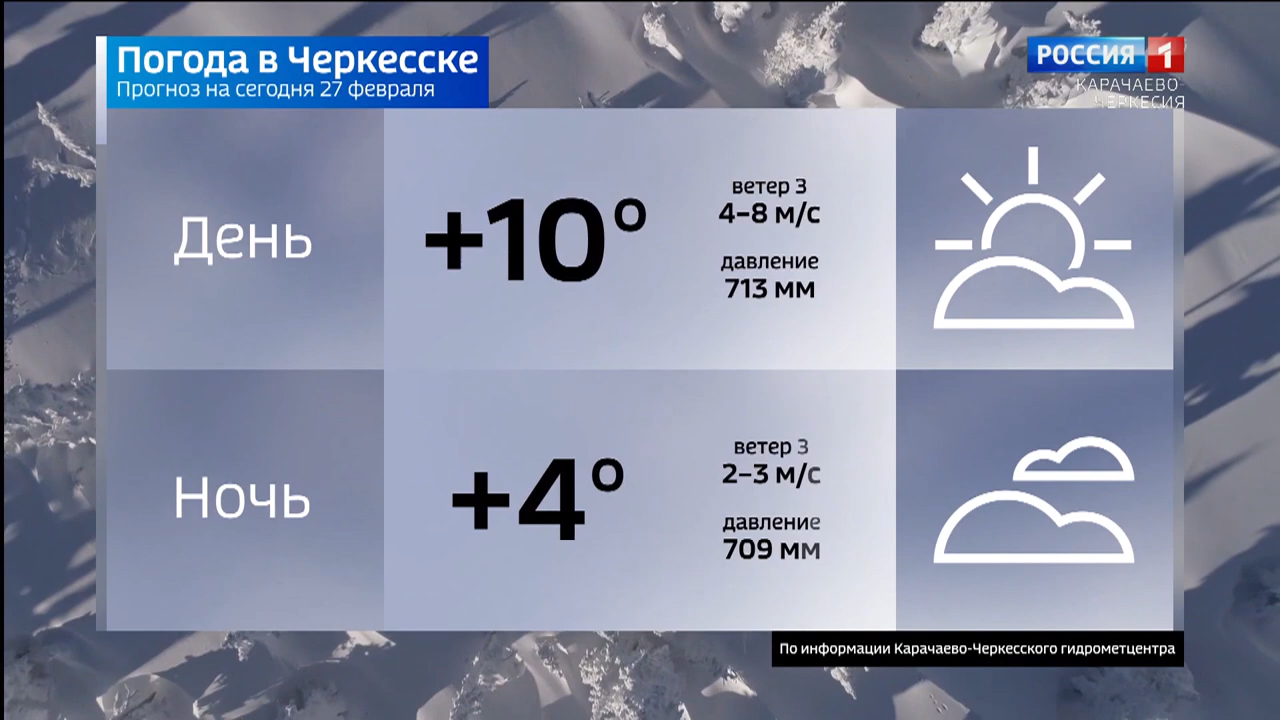 Погода в Черкесске
Прогноз на сегодня 27 февраля
РОССИЯ 1
КАРАЧАЕВО-
ЧЕРКЕСИЯ
День
+10°
ветер З
4-8 м/с
давление
713 мм
Ночь
+4°
ветер З
2-3 м/с
давление
709 мм
По информации Карачаево-Черкесского гидрометцентра